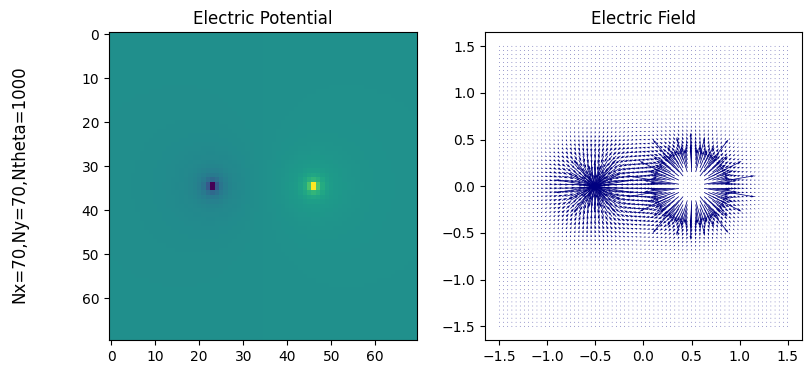 Nx=70,Ny=70,Ntheta=1000
Electric Potential
0
10
20
30
40
50
60
0 10 20 30 40 50 60
Electric Field
1.5
1.0
0.5
0.0
−0.5
−1.0
−1.5
−1.5 −1.0 −0.5 0.0 0.5 1.0 1.5